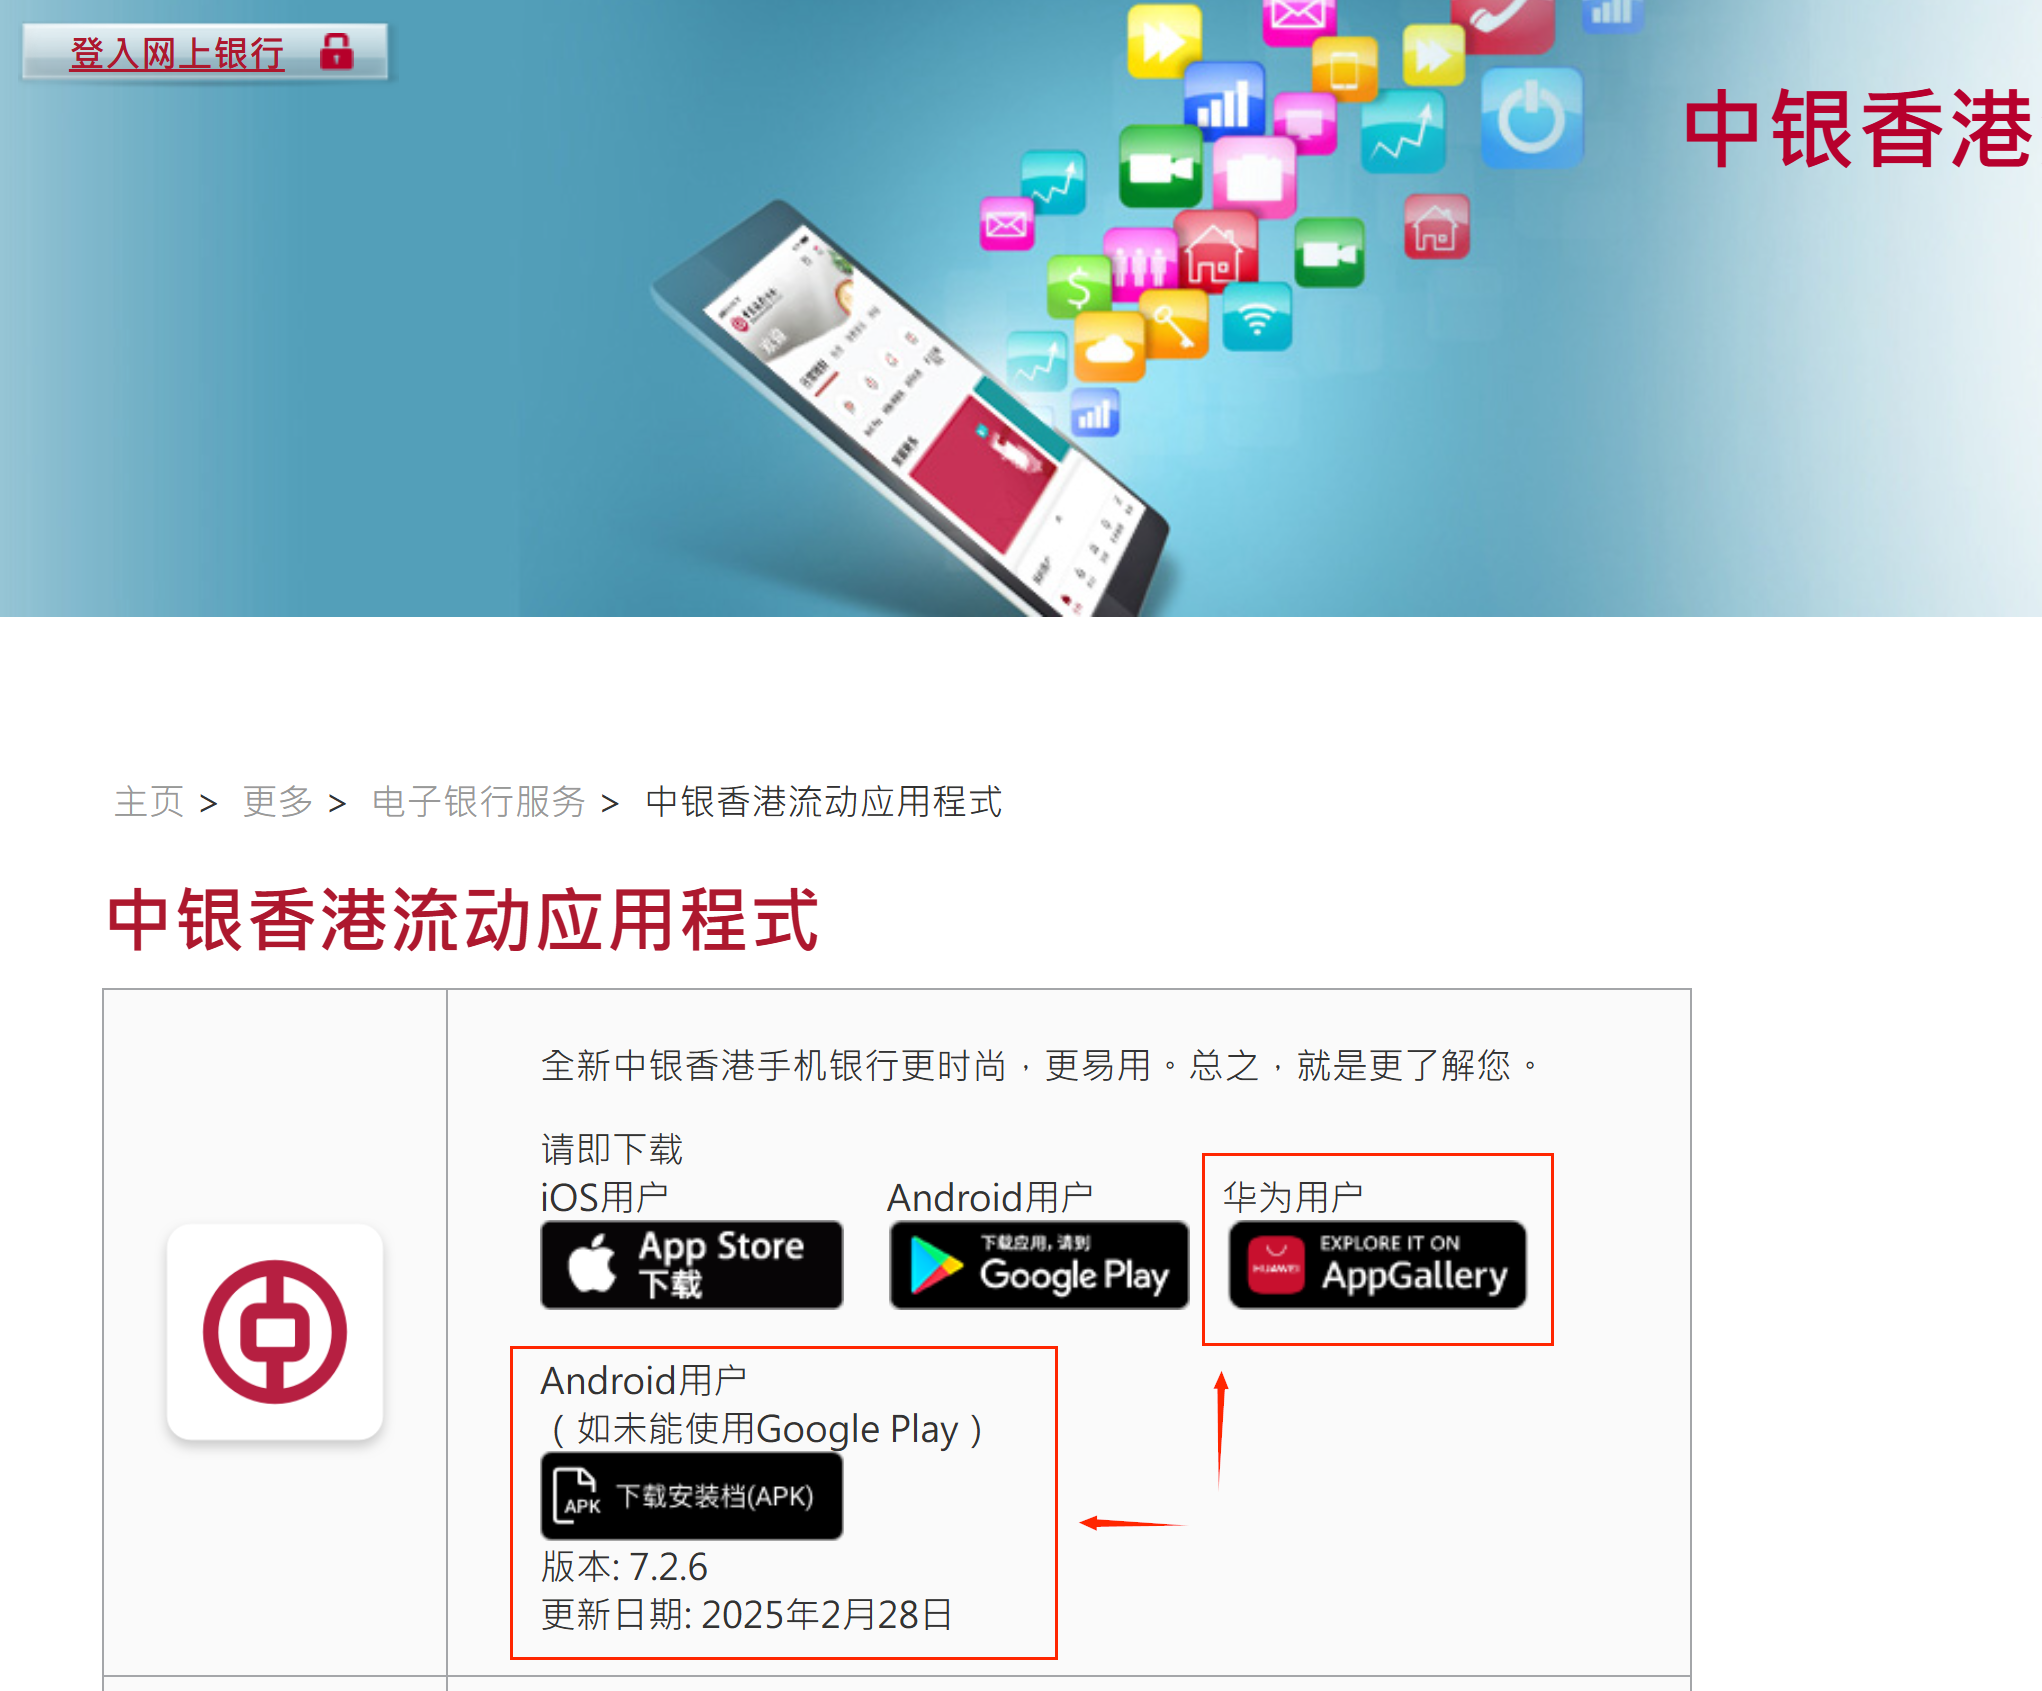 登入网上银行
中银香港
主页 > 更多 > 电子银行服务 > 中银香港流动应用程式
中银香港流动应用程式
全新中银香港手机银行更时尚，更易用。总之，就是更了解您。
请即下载
iOS用户
App Store
下载
Android用户
下载应用，请到
Google Play
华为用户
HUAWEI
EXPLORE IT ON
AppGallery
Android用户
（如未能使用Google Play）
APK
下载安装档(APK)
版本: 7.2.6
更新日期: 2025年2月28日